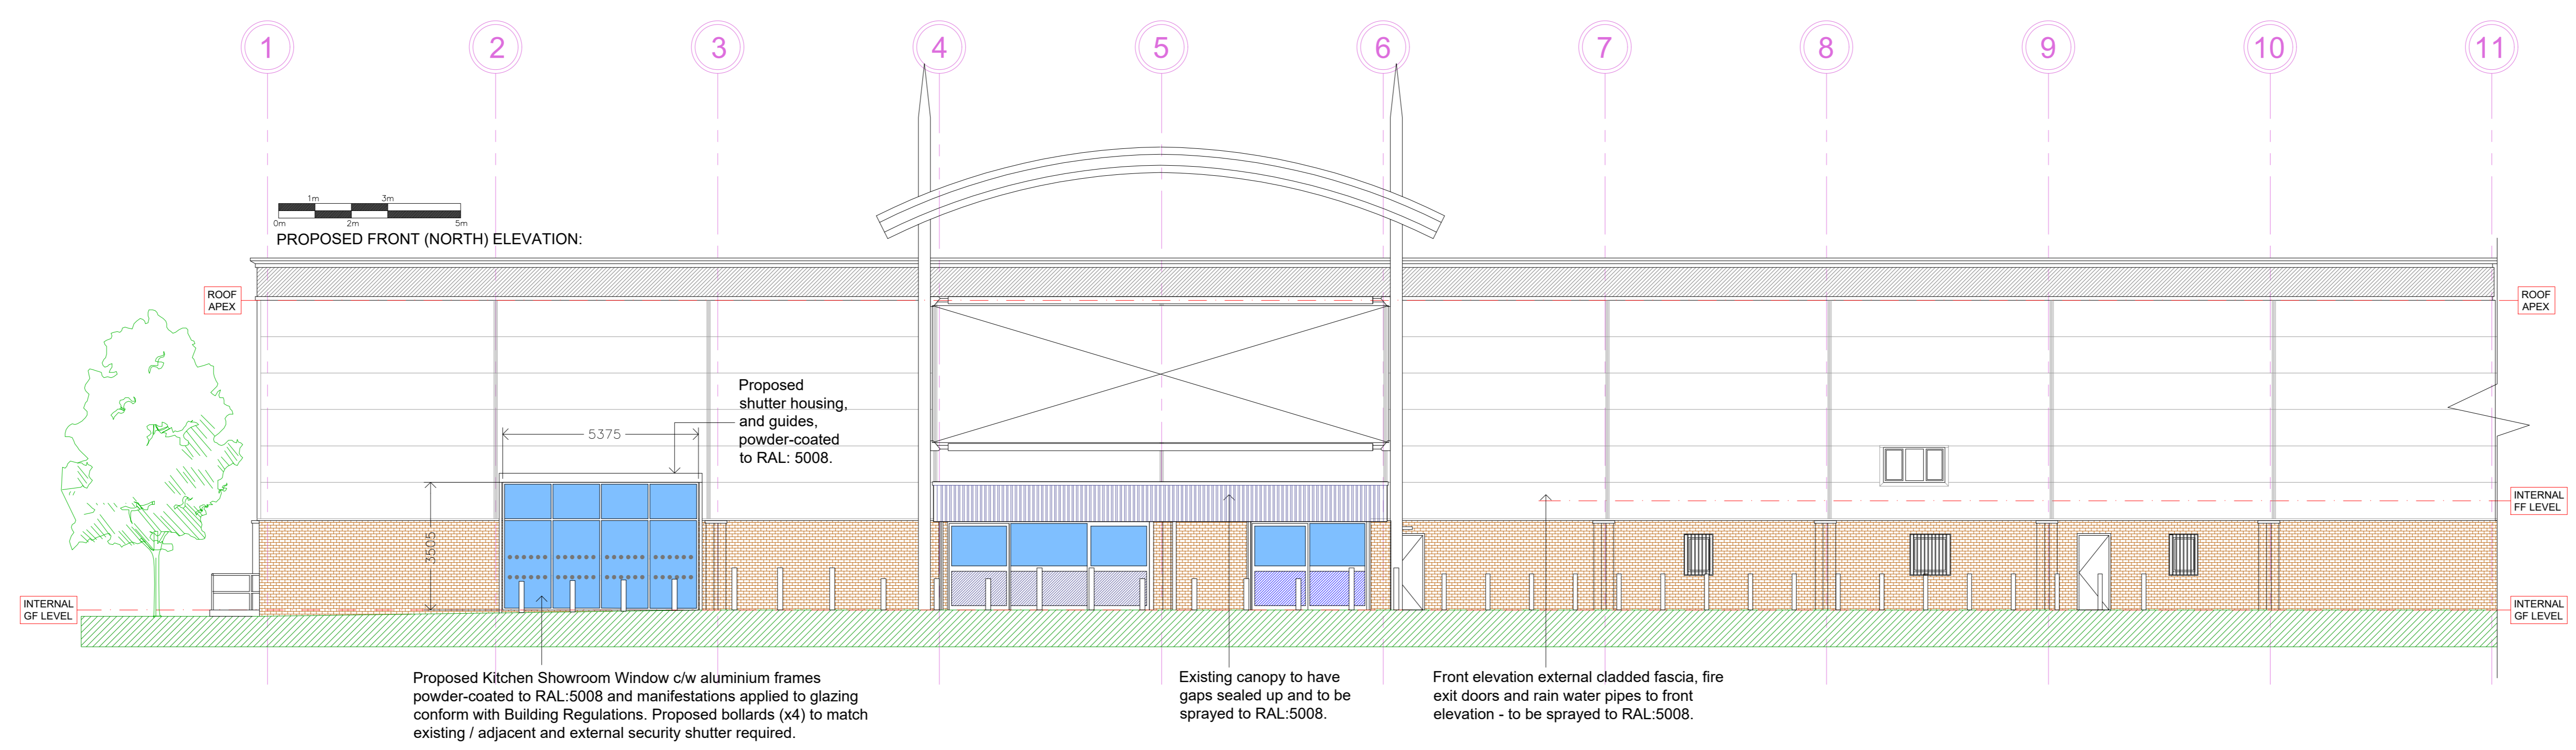 1 2 3 4 5 6 7 8 9 10 11
1m 3m
0m 2m 5m
PROPOSED FRONT (NORTH) ELEVATION:
ROOF
APEX
ROOF
APEX
Proposed
shutter housing,
and guides,
powder-coated
to RAL: 5008.
5375
3505
INTERNAL
FF LEVEL
INTERNAL
GF LEVEL
INTERNAL
GF LEVEL
Proposed Kitchen Showroom Window c/w aluminium frames
powder-coated to RAL:5008 and manifestations applied to glazing
conform with Building Regulations. Proposed bollards (x4) to match
existing / adjacent and external security shutter required.
Existing canopy to have
gaps sealed up and to be
sprayed to RAL:5008.
Front elevation external cladded fascia, fire
exit doors and rain water pipes to front
elevation - to be sprayed to RAL:5008.